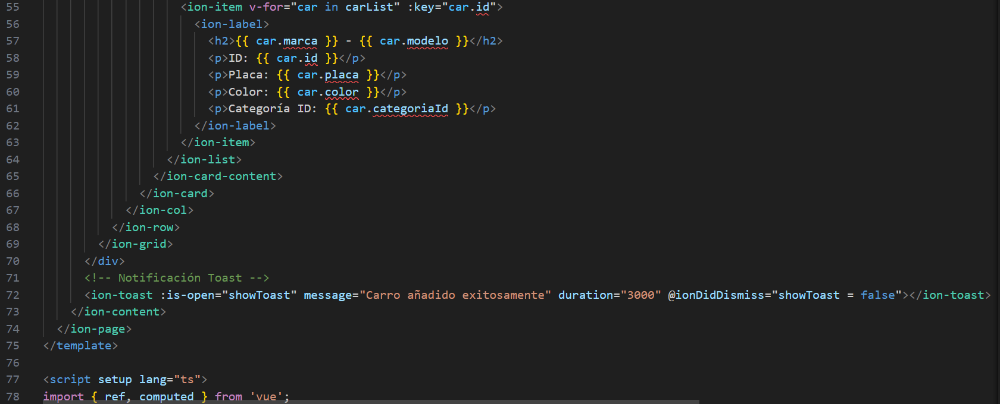 55 <ion-item v-for="car in carList" :key="car.id">
56 <ion-label>
57 <h2>{{ car.marca }} - {{ car.modelo }}</h2>
58 <p>ID: {{ car.id }}</p>
59 <p>Placa: {{ car.placa }}</p>
60 <p>Color: {{ car.color }}</p>
61 <p>Categoría ID: {{ car.categoriaId }}</p>
62 </ion-label>
63 </ion-item>
64 </ion-list>
65 </ion-card-content>
66 </ion-card>
67 </ion-col>
68 </ion-row>
69 </ion-grid>
70 </div>
71 <!-- Notificación Toast -->
72 <ion-toast :is-open="showToast" message="Carro añadido exitosamente" duration="3000" @ionDidDismiss="showToast = false"></ion-toast>
73 </ion-content>
74 </ion-page>
75 </template>
76
77 <script setup lang="ts">
78 import { ref, computed } from 'vue';